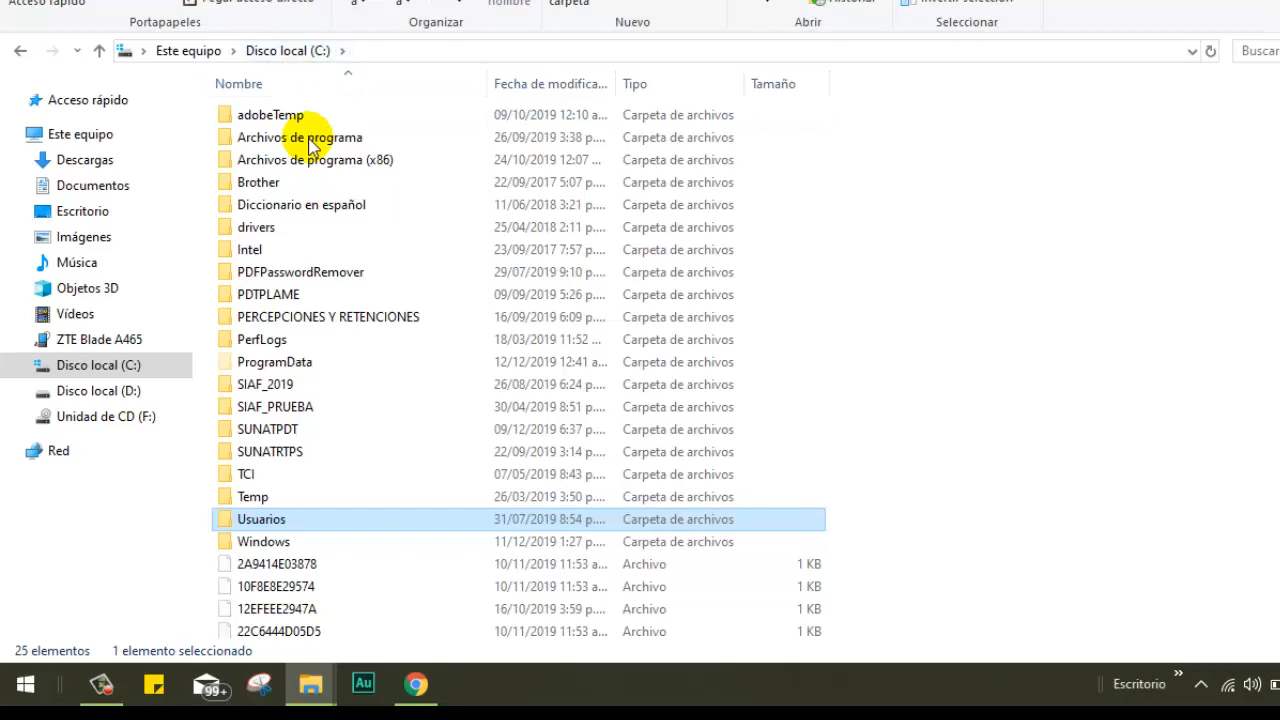 Acceso rápido
Pegar acceso directo
nombre
carpeta
Historial
Invertir selección
Portapapeles
Organizar
Nuevo
Abrir
Seleccionar
Este equipo > Disco local (C:) >
Buscar
Nombre Fecha de modifica... Tipo Tamaño
Acceso rápido
Este equipo
Descargas
Documentos
Escritorio
Imágenes
Música
Objetos 3D
Vídeos
ZTE Blade A465
Disco local (C:)
Disco local (D:)
Unidad de CD (F:)
Red
adobeTemp 09/10/2019 12:10 a... Carpeta de archivos
Archivos de programa 26/09/2019 3:38 p.... Carpeta de archivos
Archivos de programa (x86) 24/10/2019 12:07 ... Carpeta de archivos
Brother 22/09/2017 5:07 p.... Carpeta de archivos
Diccionario en español 11/06/2018 3:21 p.... Carpeta de archivos
drivers 25/04/2018 2:11 p.... Carpeta de archivos
Intel 23/09/2017 7:57 p.... Carpeta de archivos
PDFPasswordRemover 29/07/2019 9:10 p.... Carpeta de archivos
PDTPLAME 09/09/2019 5:26 p.... Carpeta de archivos
PERCEPCIONES Y RETENCIONES 16/09/2019 6:09 p.... Carpeta de archivos
PerfLogs 18/03/2019 11:52 ... Carpeta de archivos
ProgramData 12/12/2019 12:41 a... Carpeta de archivos
SIAF_2019 26/08/2019 6:24 p.... Carpeta de archivos
SIAF_PRUEBA 30/04/2019 8:51 p.... Carpeta de archivos
SUNATPDT 09/12/2019 6:37 p.... Carpeta de archivos
SUNATRTPS 22/09/2019 3:14 p.... Carpeta de archivos
TCI 07/05/2019 8:43 p.... Carpeta de archivos
Temp 26/03/2019 3:50 p.... Carpeta de archivos
Usuarios 31/07/2019 8:54 p.... Carpeta de archivos
Windows 11/12/2019 1:27 p.... Carpeta de archivos
2A9414E03878 10/11/2019 11:53 a... Archivo 1 KB
10F8E8E29574 10/11/2019 11:53 a... Archivo 1 KB
12EFEEE2947A 16/10/2019 3:59 p.... Archivo 1 KB
22C6444D05D5 10/11/2019 11:53 a... Archivo 1 KB
25 elementos 1 elemento seleccionado
99+
Au
Escritorio